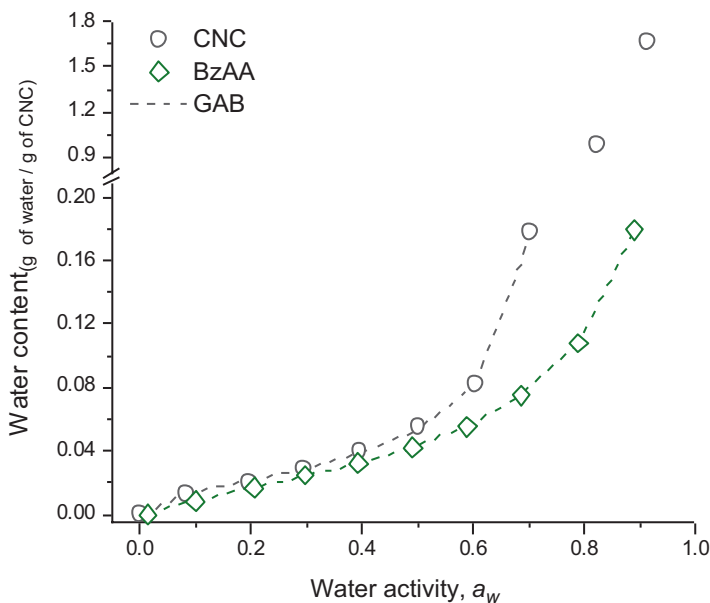 1.8
1.5
1.2
0.9
0.20
0.16
0.12
0.08
0.04
0.00
Water content(g of water / g of CNC)
CNC
BzAA
GAB
0.0 0.2 0.4 0.6 0.8 1.0
Water activity, aw